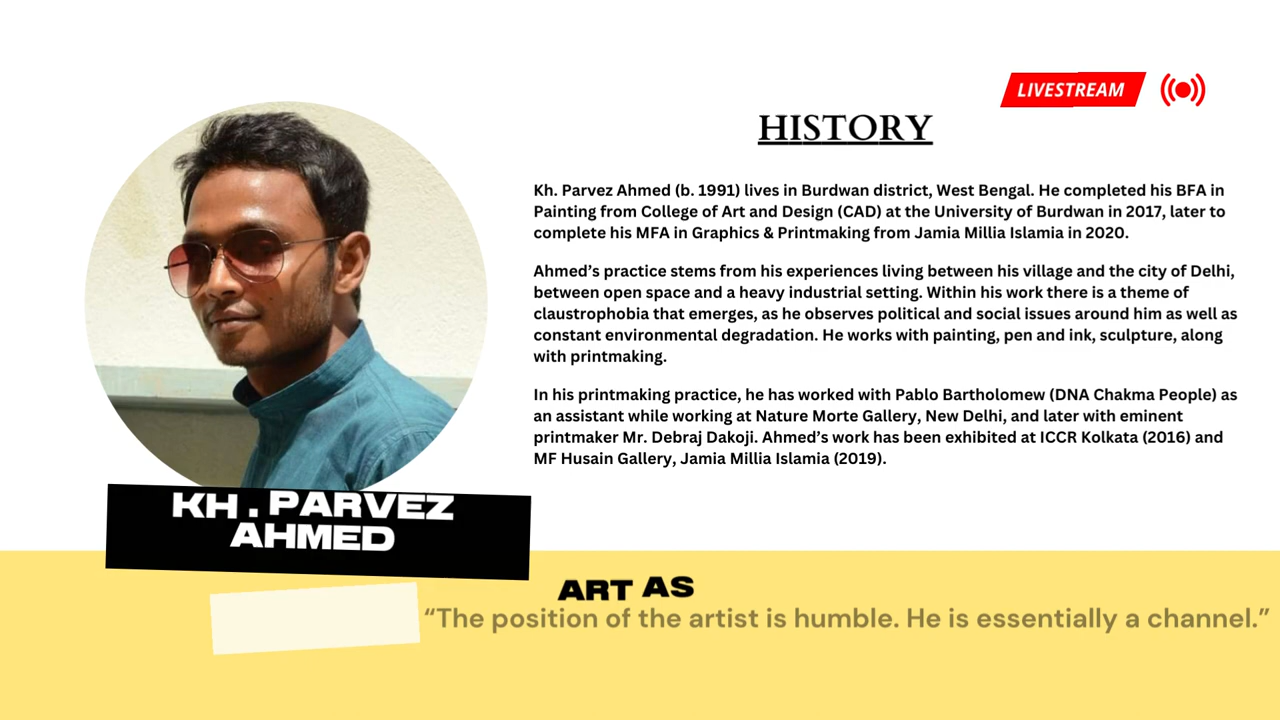 LIVESTREAM
HISTORY
Kh. Parvez Ahmed (b. 1991) lives in Burdwan district, West Bengal. He completed his BFA in
Painting from College of Art and Design (CAD) at the University of Burdwan in 2017, later to
complete his MFA in Graphics & Printmaking from Jamia Millia Islamia in 2020.
Ahmed’s practice stems from his experiences living between his village and the city of Delhi,
between open space and a heavy industrial setting. Within his work there is a theme of
claustrophobia that emerges, as he observes political and social issues around him as well as
constant environmental degradation. He works with painting, pen and ink, sculpture, along
with printmaking.
In his printmaking practice, he has worked with Pablo Bartholomew (DNA Chakma People) as
an assistant while working at Nature Morte Gallery, New Delhi, and later with eminent
printmaker Mr. Debraj Dakoji. Ahmed’s work has been exhibited at ICCR Kolkata (2016) and
MF Husain Gallery, Jamia Millia Islamia (2019).
KH . PARVEZ
AHMED
ART AS
“The position of the artist is humble. He is essentially a channel.”